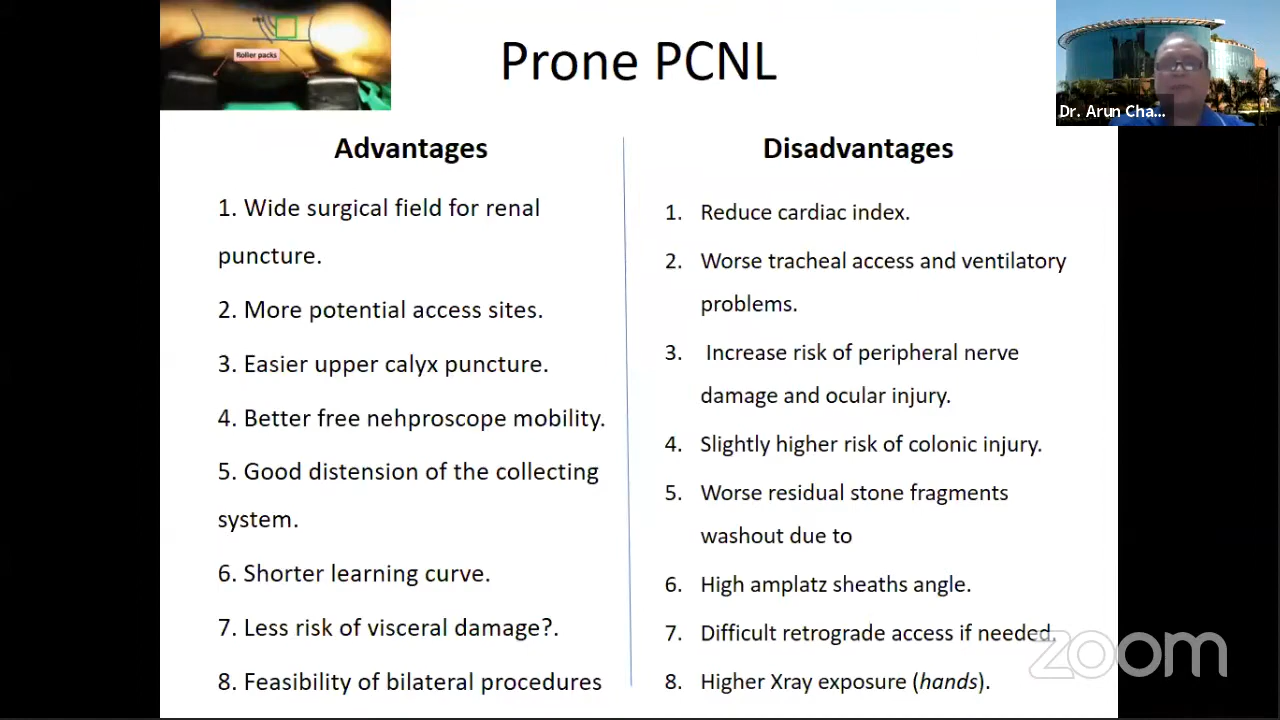 Roller packs
Prone PCNL
Dr. Arun Cha...
Advantages
1. Wide surgical field for renal
puncture.
2. More potential access sites.
3. Easier upper calyx puncture.
4. Better free nehproscope mobility.
5. Good distension of the collecting
system.
6. Shorter learning curve.
7. Less risk of visceral damage?.
8. Feasibility of bilateral procedures
Disadvantages
1. Reduce cardiac index.
2. Worse tracheal access and ventilatory
problems.
3. Increase risk of peripheral nerve
damage and ocular injury.
4. Slightly higher risk of colonic injury.
5. Worse residual stone fragments
washout due to
6. High amplatz sheaths angle.
7. Difficult retrograde access if needed.
8. Higher Xray exposure (hands).
zoom